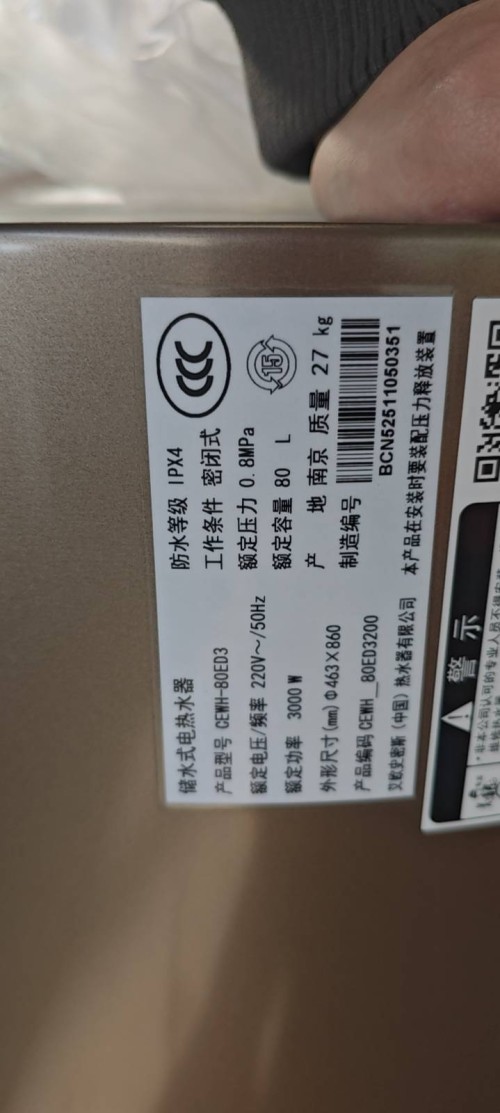 储水式电热水器
产品型号 CEWH-80ED3
额定电压/频率 220V～/50Hz
额定功率 3000 W
外形尺寸(mm) Φ463×860
产品编码 CEWH_80ED3200
艾欧史密斯（中国）热水器有限公司
防水等级 IPX4
工作条件 密闭式
额定压力 0.8MPa
额定容量 80 L
产 地 南京 质量 27 kg
制造编号
BCN52511050351
本产品在安装时要装配压力释放装置
CCC
15
警示